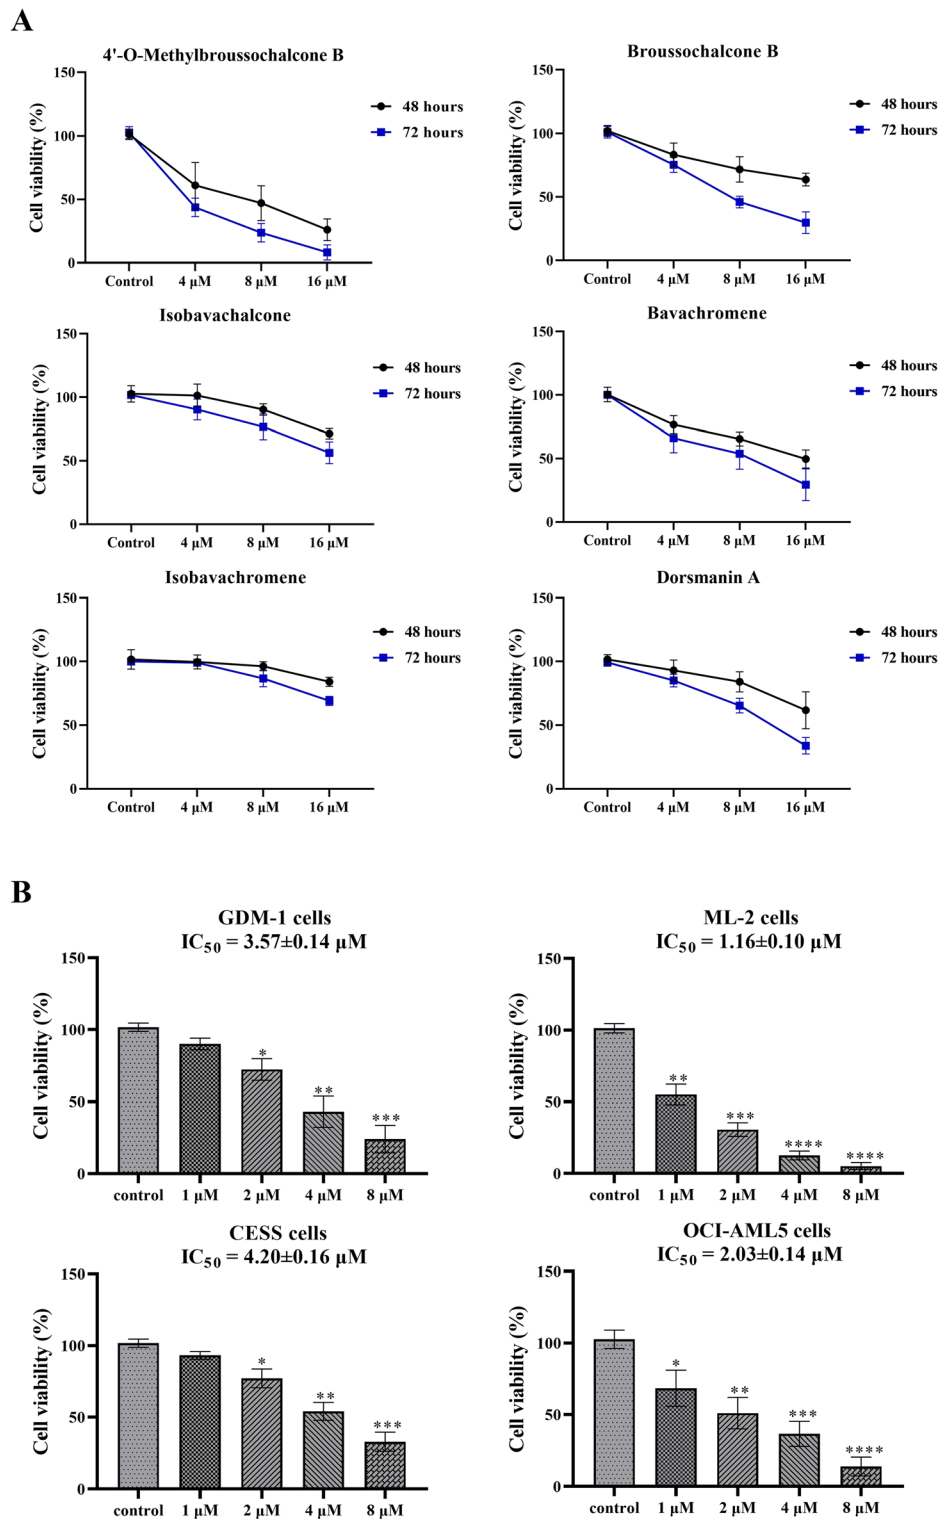 A
4'-O-Methylbroussochalcone B
150
100
50
0
Cell viability (%)
48 hours
72 hours
Control 4 μM 8 μM 16 μM
Broussochalcone B
150
100
50
0
Cell viability (%)
48 hours
72 hours
Control 4 μM 8 μM 16 μM
Isobavachalcone
150
100
50
0
Cell viability (%)
48 hours
72 hours
Control 4 μM 8 μM 16 μM
Bavachromene
150
100
50
0
Cell viability (%)
48 hours
72 hours
Control 4 μM 8 μM 16 μM
Isobavachromene
150
100
50
0
Cell viability (%)
48 hours
72 hours
Control 4 μM 8 μM 16 μM
Dorsmanin A
150
100
50
0
Cell viability (%)
48 hours
72 hours
Control 4 μM 8 μM 16 μM
B
GDM-1 cells
IC50 = 3.57±0.14 μM
150
100
50
0
Cell viability (%)
*
**
***
control 1 μM 2 μM 4 μM 8 μM
ML-2 cells
IC50 = 1.16±0.10 μM
150
100
50
0
Cell viability (%)
**
***
****
****
control 1 μM 2 μM 4 μM 8 μM
CESS cells
IC50 = 4.20±0.16 μM
150
100
50
0
Cell viability (%)
*
**
***
control 1 μM 2 μM 4 μM 8 μM
OCI-AML5 cells
IC50 = 2.03±0.14 μM
150
100
50
0
Cell viability (%)
*
**
***
****
control 1 μM 2 μM 4 μM 8 μM